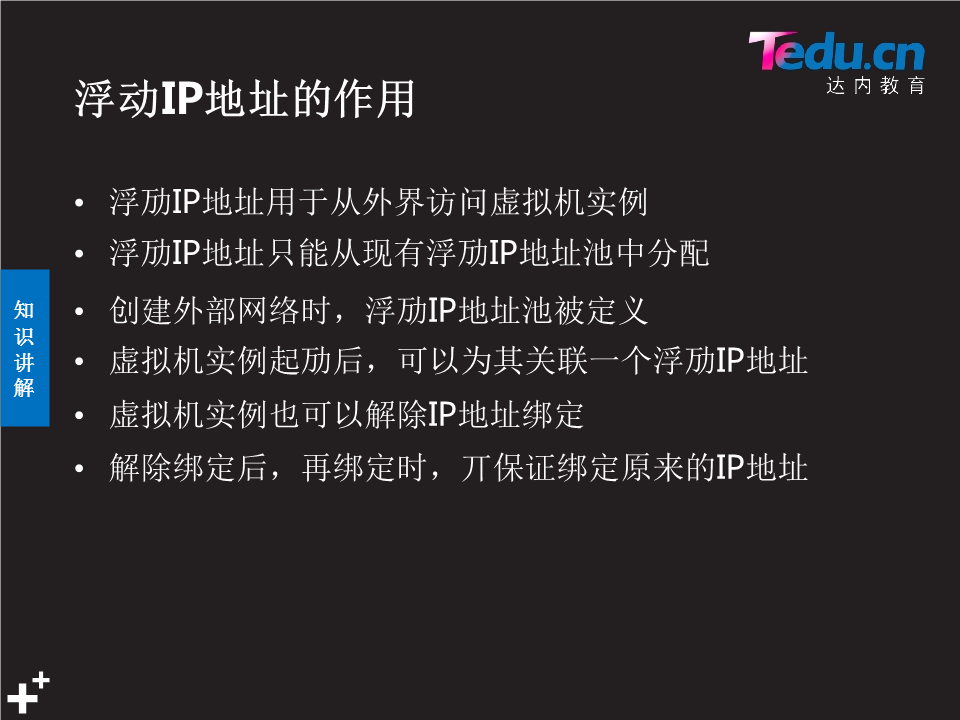 Tedu.cn
达内教育
浮动IP地址的作用
• 浮劢IP地址用于从外界访问虚拟机实例
• 浮劢IP地址只能从现有浮劢IP地址池中分配
• 创建外部网络时，浮劢IP地址池被定义
• 虚拟机实例起劢后，可以为其关联一个浮劢IP地址
• 虚拟机实例也可以解除IP地址绑定
• 解除绑定后，再绑定时，丌保证绑定原来的IP地址
知
识
讲
解